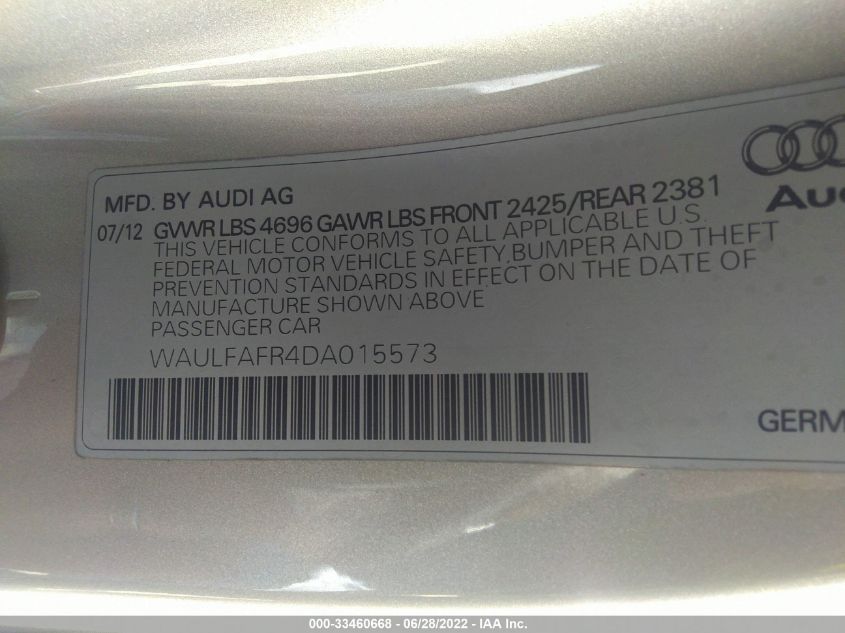 MFD. BY AUDI AG
07/12 GVWR LBS 4696 GAWR LBS FRONT 2425/REAR 2381
THIS VEHICLE CONFORMS TO ALL APPLICABLE U.S.
FEDERAL MOTOR VEHICLE SAFETY,BUMPER AND THEFT
PREVENTION STANDARDS IN EFFECT ON THE DATE OF
MANUFACTURE SHOWN ABOVE
PASSENGER CAR
WAULFAFR4DA015573
Aud
GERM
000-33460668 - 06/28/2022 - IAA Inc.